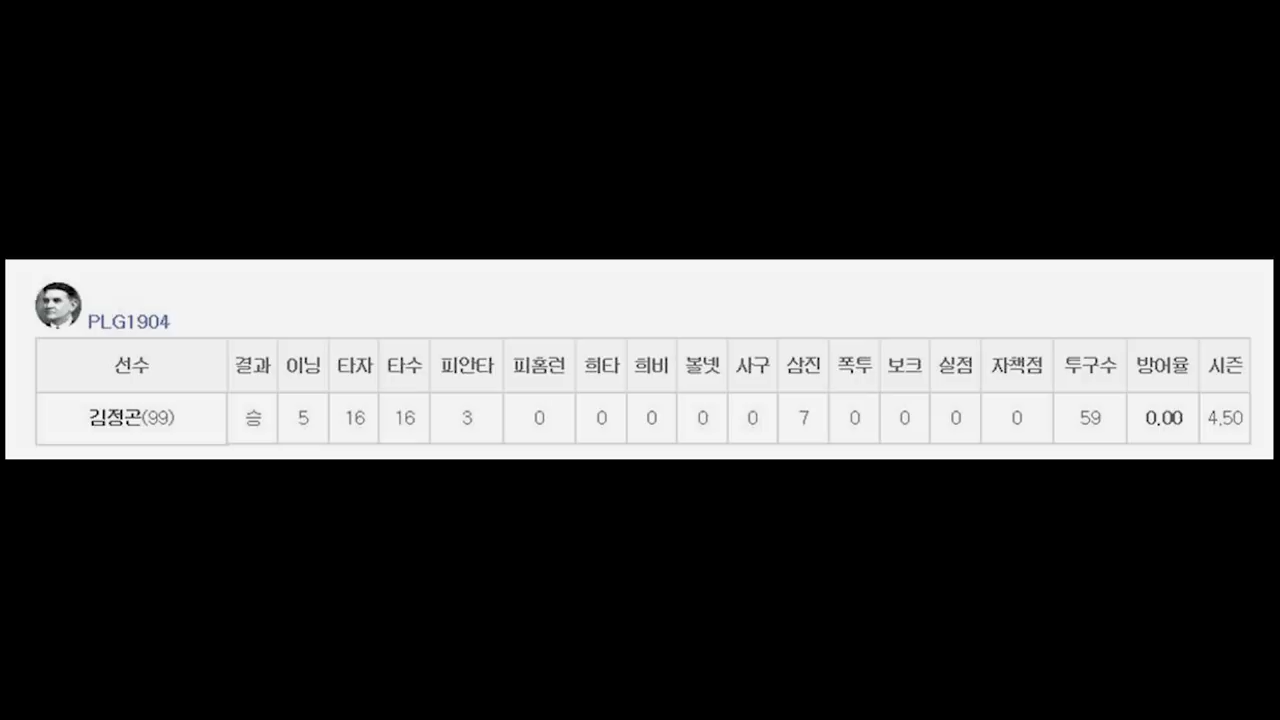 PLG1904
선수 결과 이닝 타자 타수 피안타 피홈런 희타 희비 볼넷 사구 삼진 폭투 보크 실점 자책점 투구수 방어율 시즌
김정곤(99) 승 5 16 16 3 0 0 0 0 0 7 0 0 0 0 59 0.00 4.50